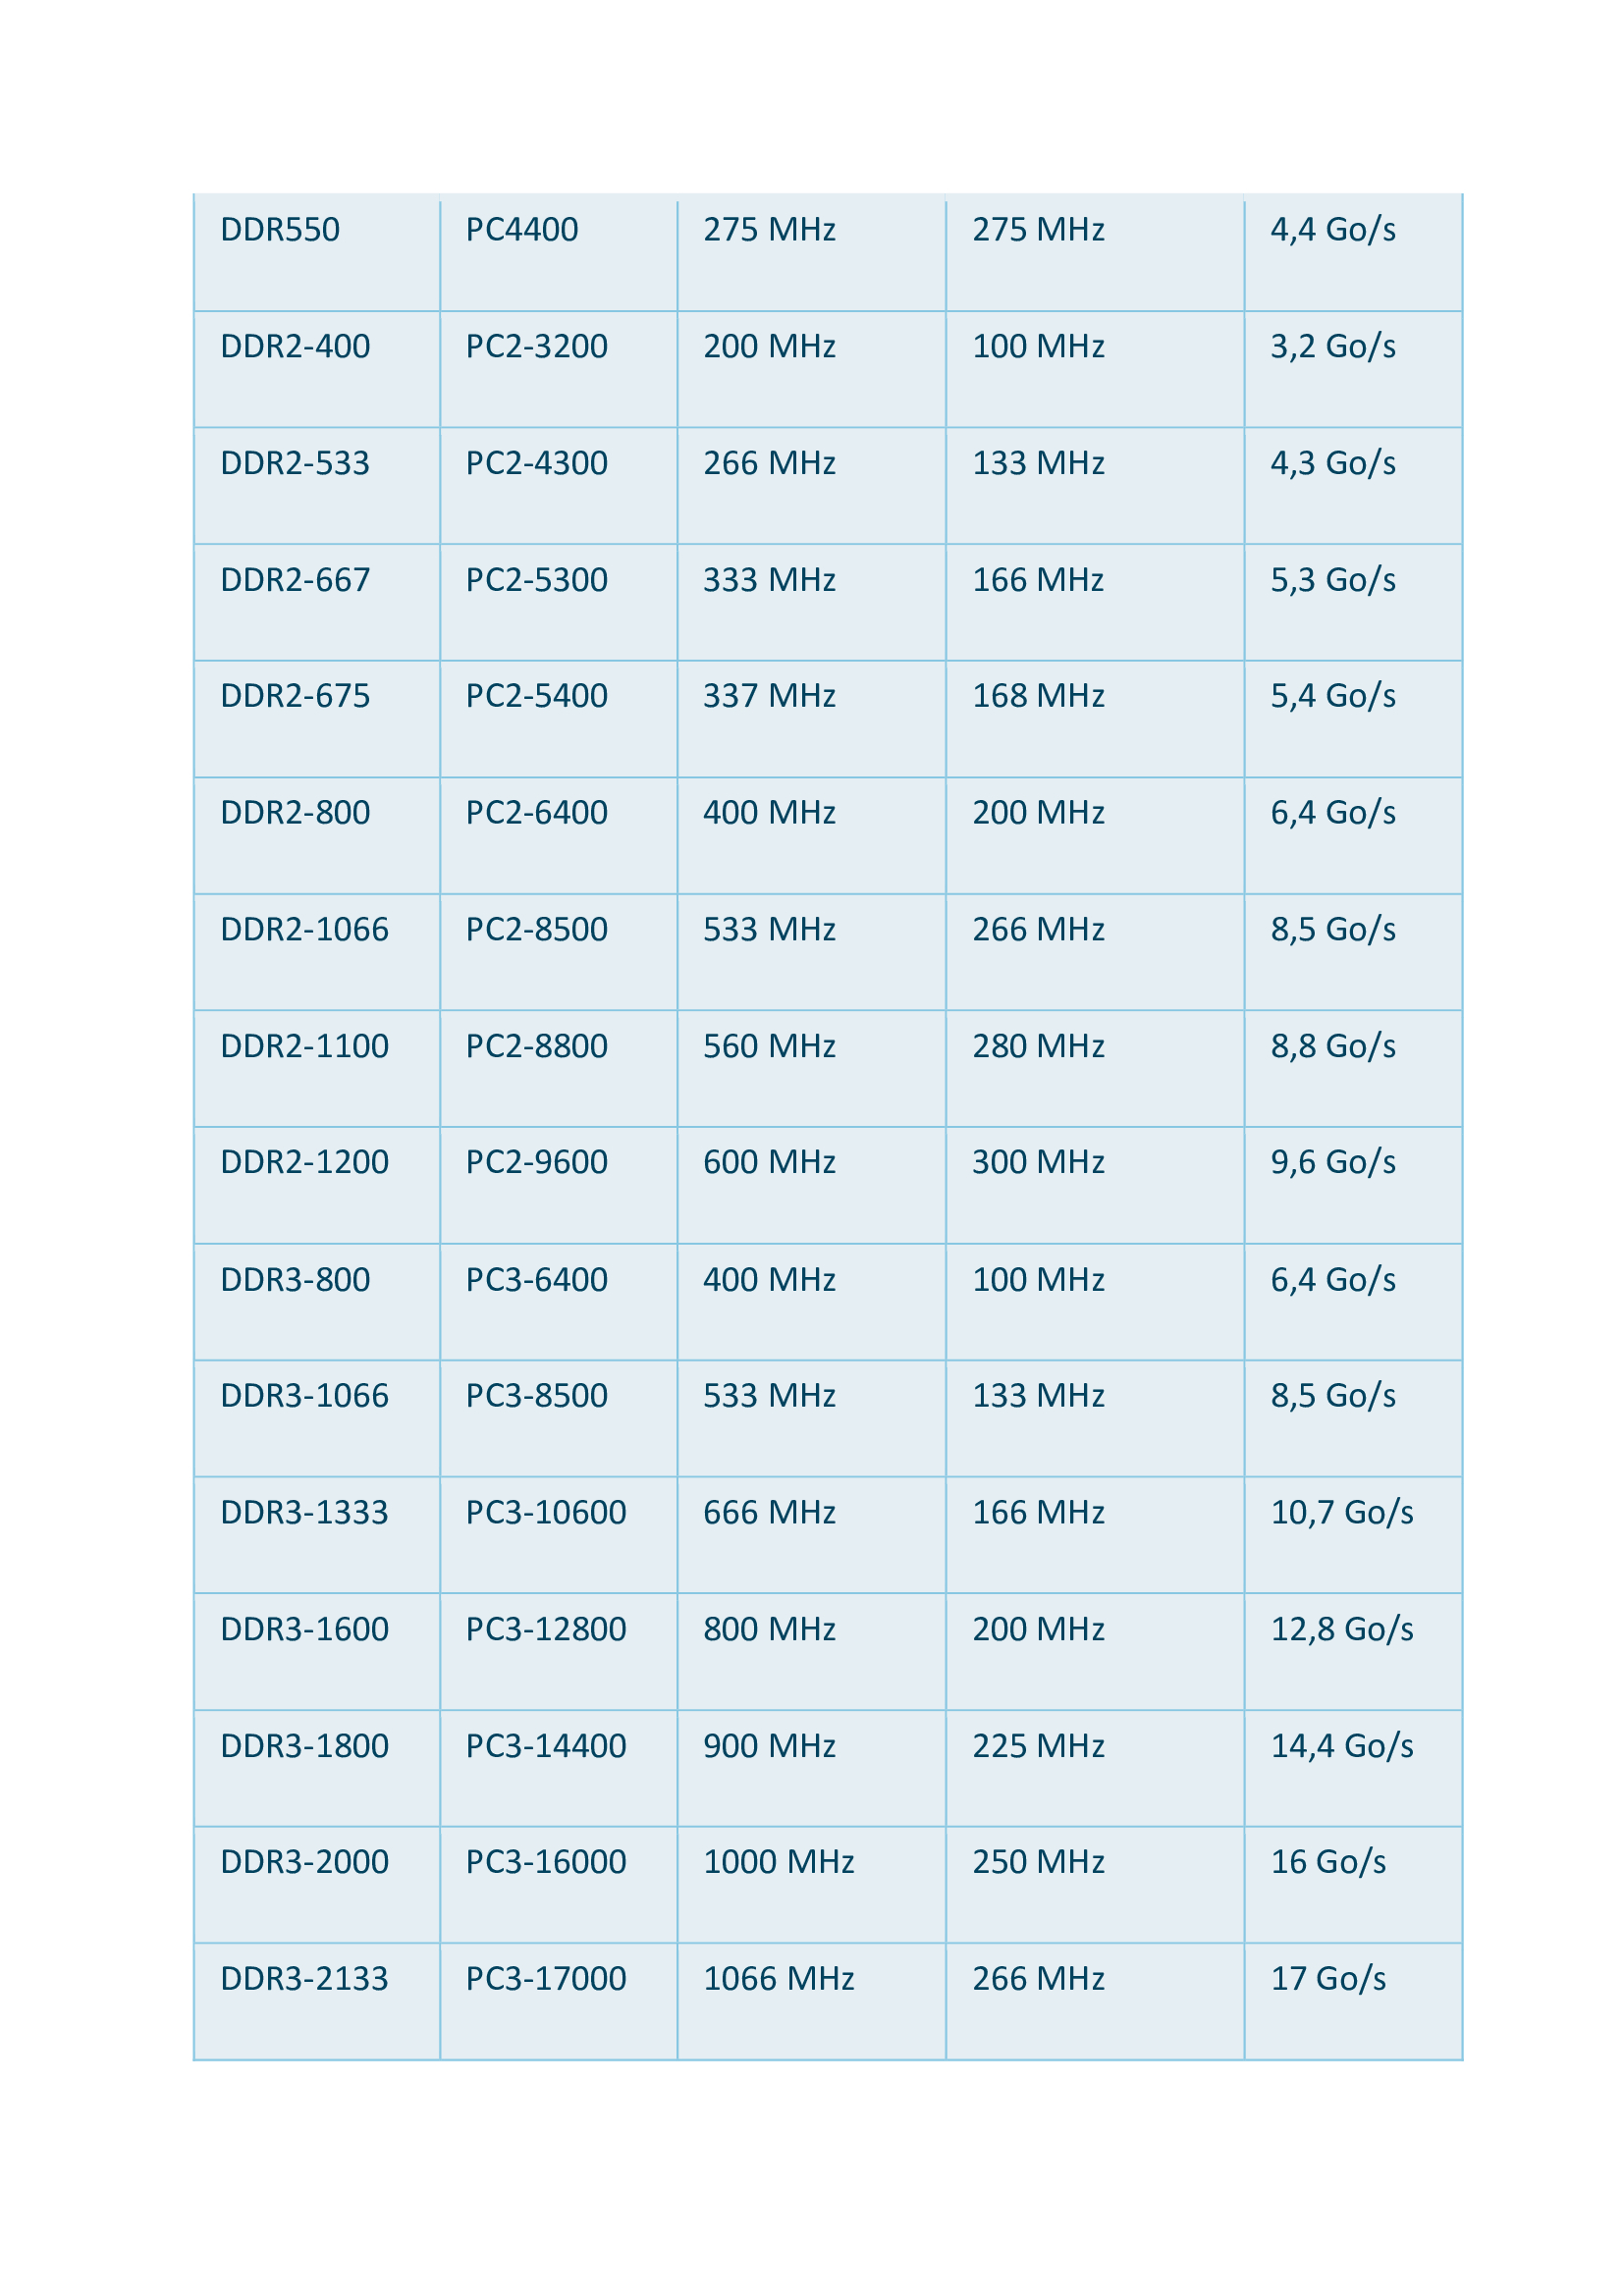 DDR550 PC4400 275 MHz 275 MHz 4,4 Go/s
DDR2-400 PC2-3200 200 MHz 100 MHz 3,2 Go/s
DDR2-533 PC2-4300 266 MHz 133 MHz 4,3 Go/s
DDR2-667 PC2-5300 333 MHz 166 MHz 5,3 Go/s
DDR2-675 PC2-5400 337 MHz 168 MHz 5,4 Go/s
DDR2-800 PC2-6400 400 MHz 200 MHz 6,4 Go/s
DDR2-1066 PC2-8500 533 MHz 266 MHz 8,5 Go/s
DDR2-1100 PC2-8800 560 MHz 280 MHz 8,8 Go/s
DDR2-1200 PC2-9600 600 MHz 300 MHz 9,6 Go/s
DDR3-800 PC3-6400 400 MHz 100 MHz 6,4 Go/s
DDR3-1066 PC3-8500 533 MHz 133 MHz 8,5 Go/s
DDR3-1333 PC3-10600 666 MHz 166 MHz 10,7 Go/s
DDR3-1600 PC3-12800 800 MHz 200 MHz 12,8 Go/s
DDR3-1800 PC3-14400 900 MHz 225 MHz 14,4 Go/s
DDR3-2000 PC3-16000 1000 MHz 250 MHz 16 Go/s
DDR3-2133 PC3-17000 1066 MHz 266 MHz 17 Go/s